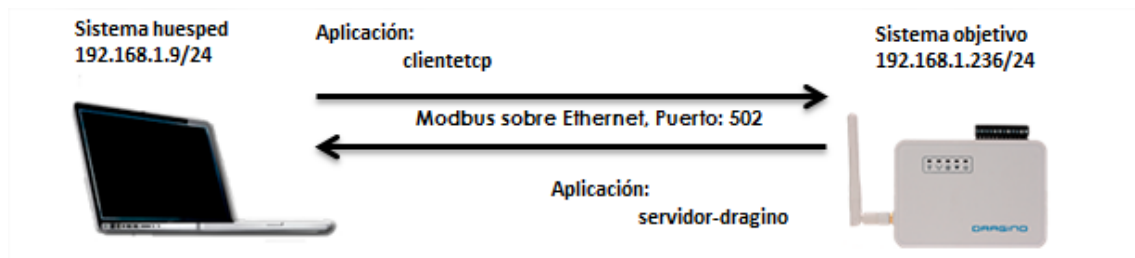 Sistema huesped
192.168.1.9/24
Aplicación:
clientetcp
Sistema objetivo
192.168.1.236/24
Modbus sobre Ethernet, Puerto: 502
Aplicación:
servidor-dragino
DRAGINO